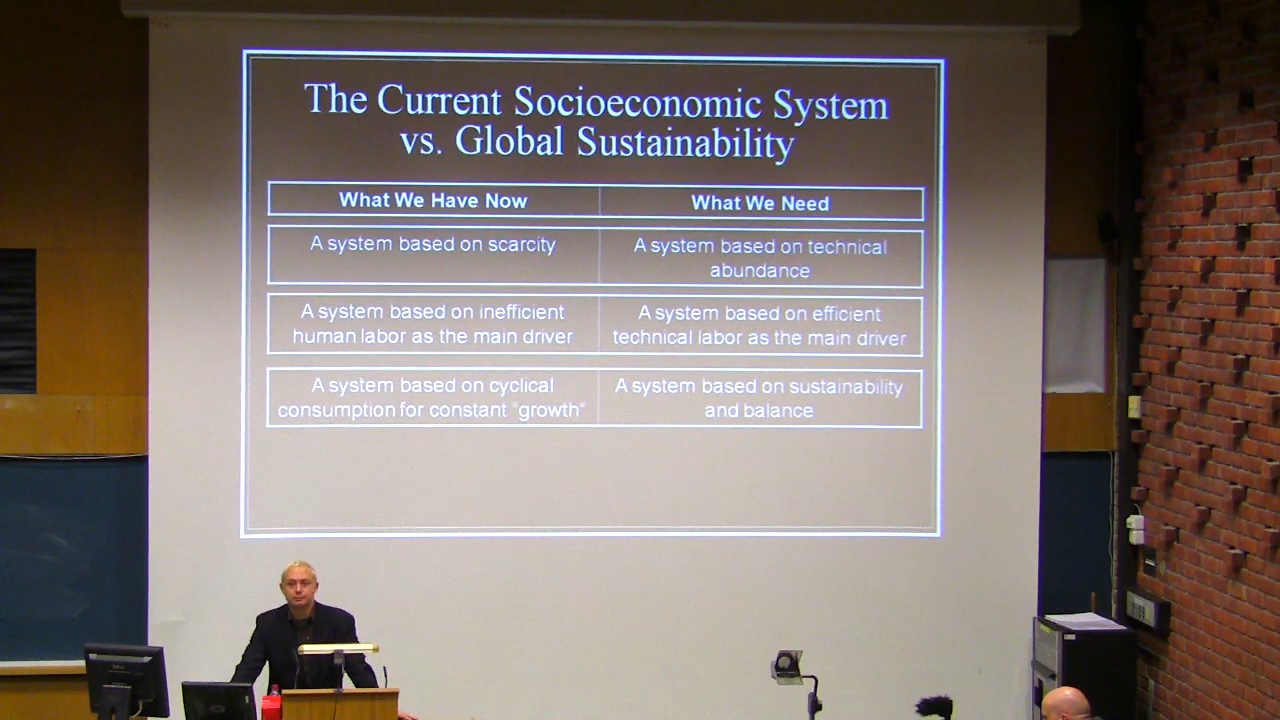 The Current Socioeconomic System
vs. Global Sustainability
What We Have Now
What We Need
A system based on scarcity
A system based on technical
abundance
A system based on inefficient
human labor as the main driver
A system based on efficient
technical labor as the main driver
A system based on cyclical
consumption for constant "growth"
A system based on sustainability
and balance